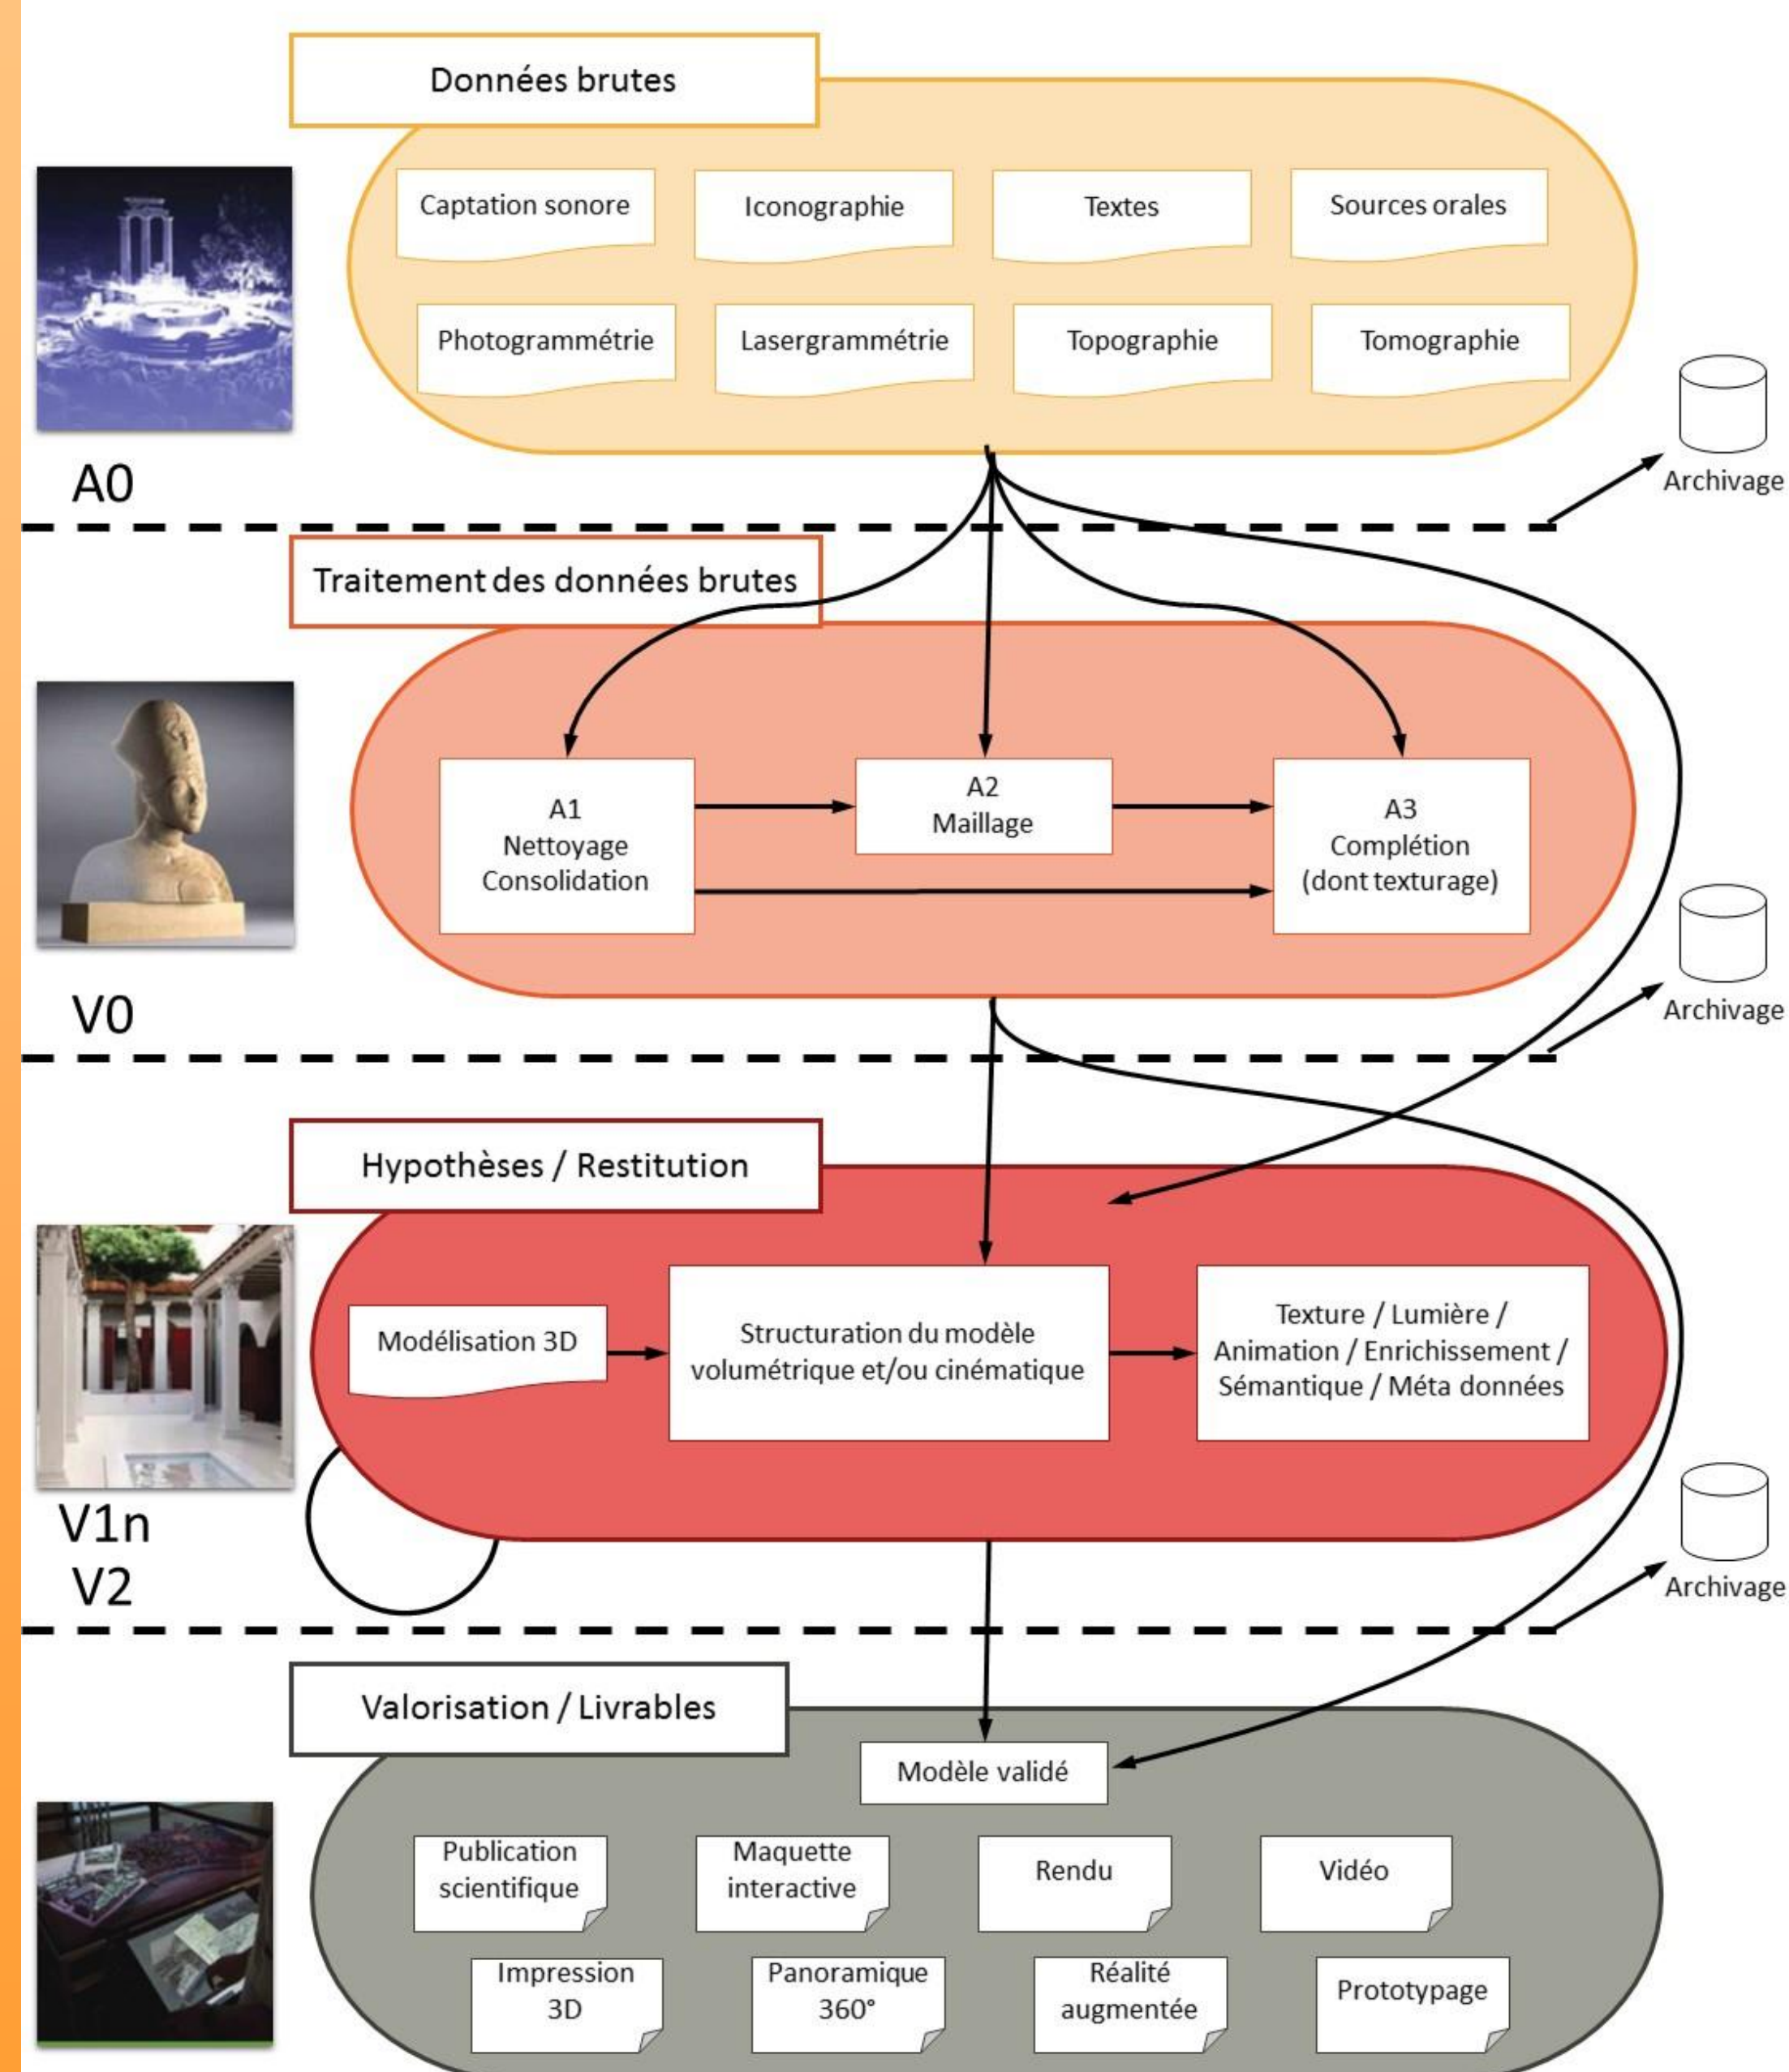 Données brutes
Captation sonore
Iconographie
Textes
Sources orales
Photogrammétrie
Lasergrammétrie
Topographie
Tomographie
Archivage
A0
Traitement des données brutes
A1
Nettoyage
Consolidation
A2
Maillage
A3
Complétion
(dont texturage)
Archivage
V0
Hypothèses / Restitution
Modélisation 3D
Structuration du modèle
volumétrique et/ou cinématique
Texture / Lumière /
Animation / Enrichissement /
Sémantique / Méta données
V1n
V2
Archivage
Valorisation / Livrables
Modèle validé
Publication
scientifique
Maquette
interactive
Rendu
Vidéo
Impression
3D
Panoramique
360°
Réalité
augmentée
Prototypage